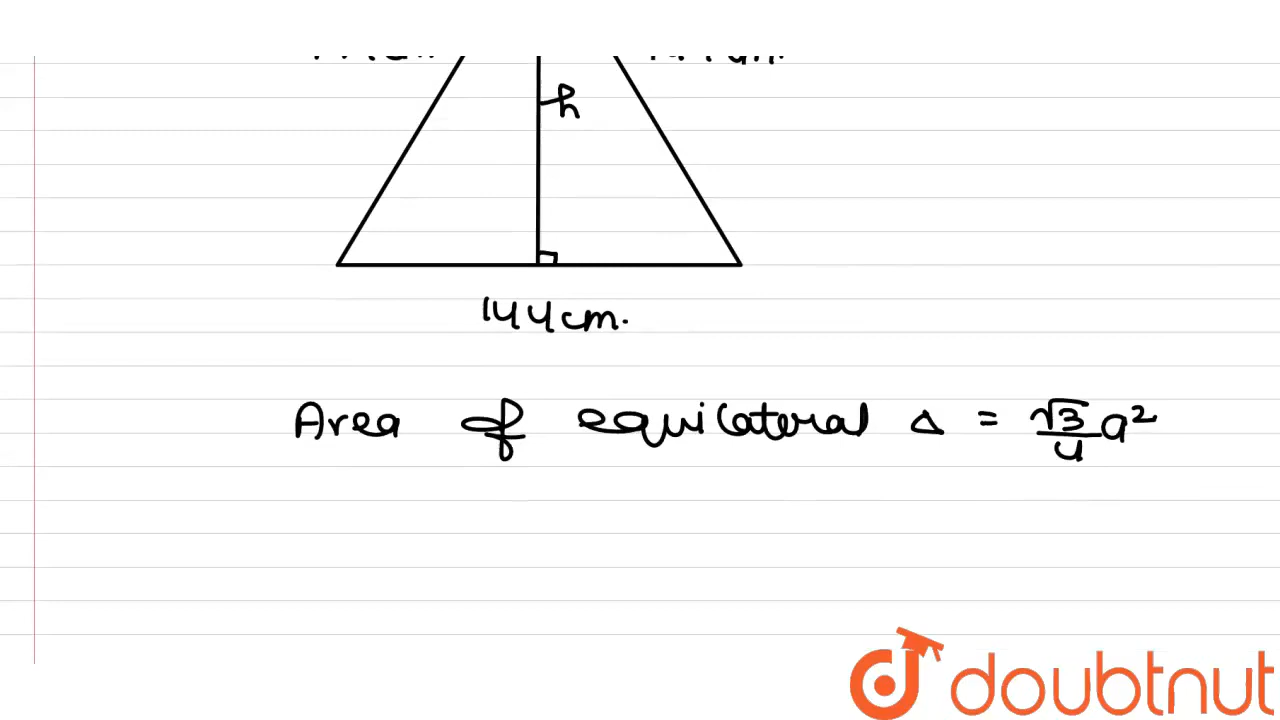 h
144cm.
Area of equilateral Δ = √3/4 a²
doubtnut